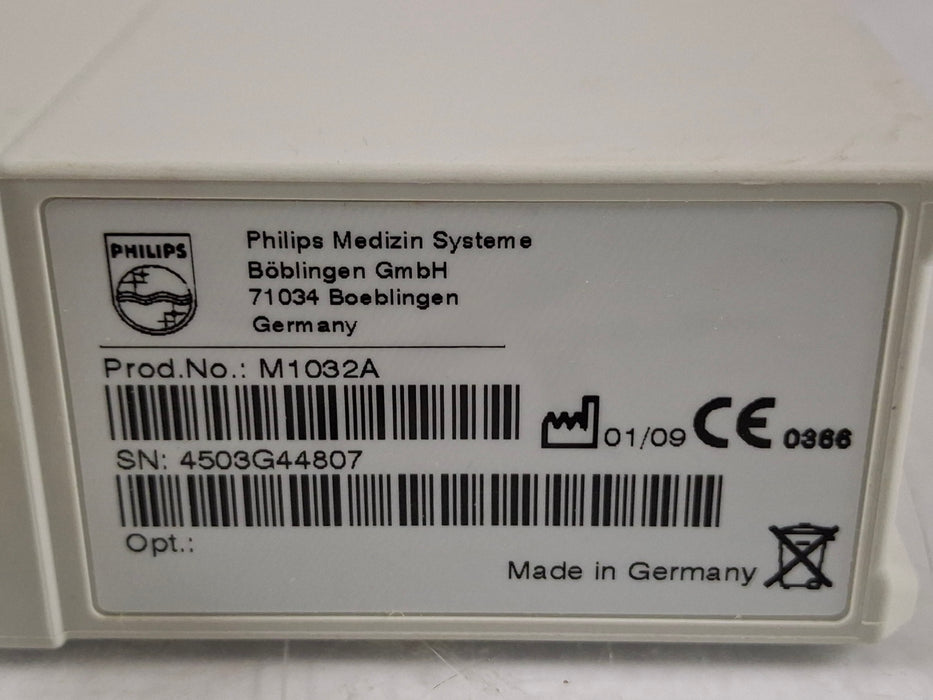 PHILIPS
Philips Medizin Systeme
Böblingen GmbH
71034 Boeblingen
Germany
Prod.No.: M1032A
01/09 CE 0366
SN: 4503G44807
Opt.:
Made in Germany